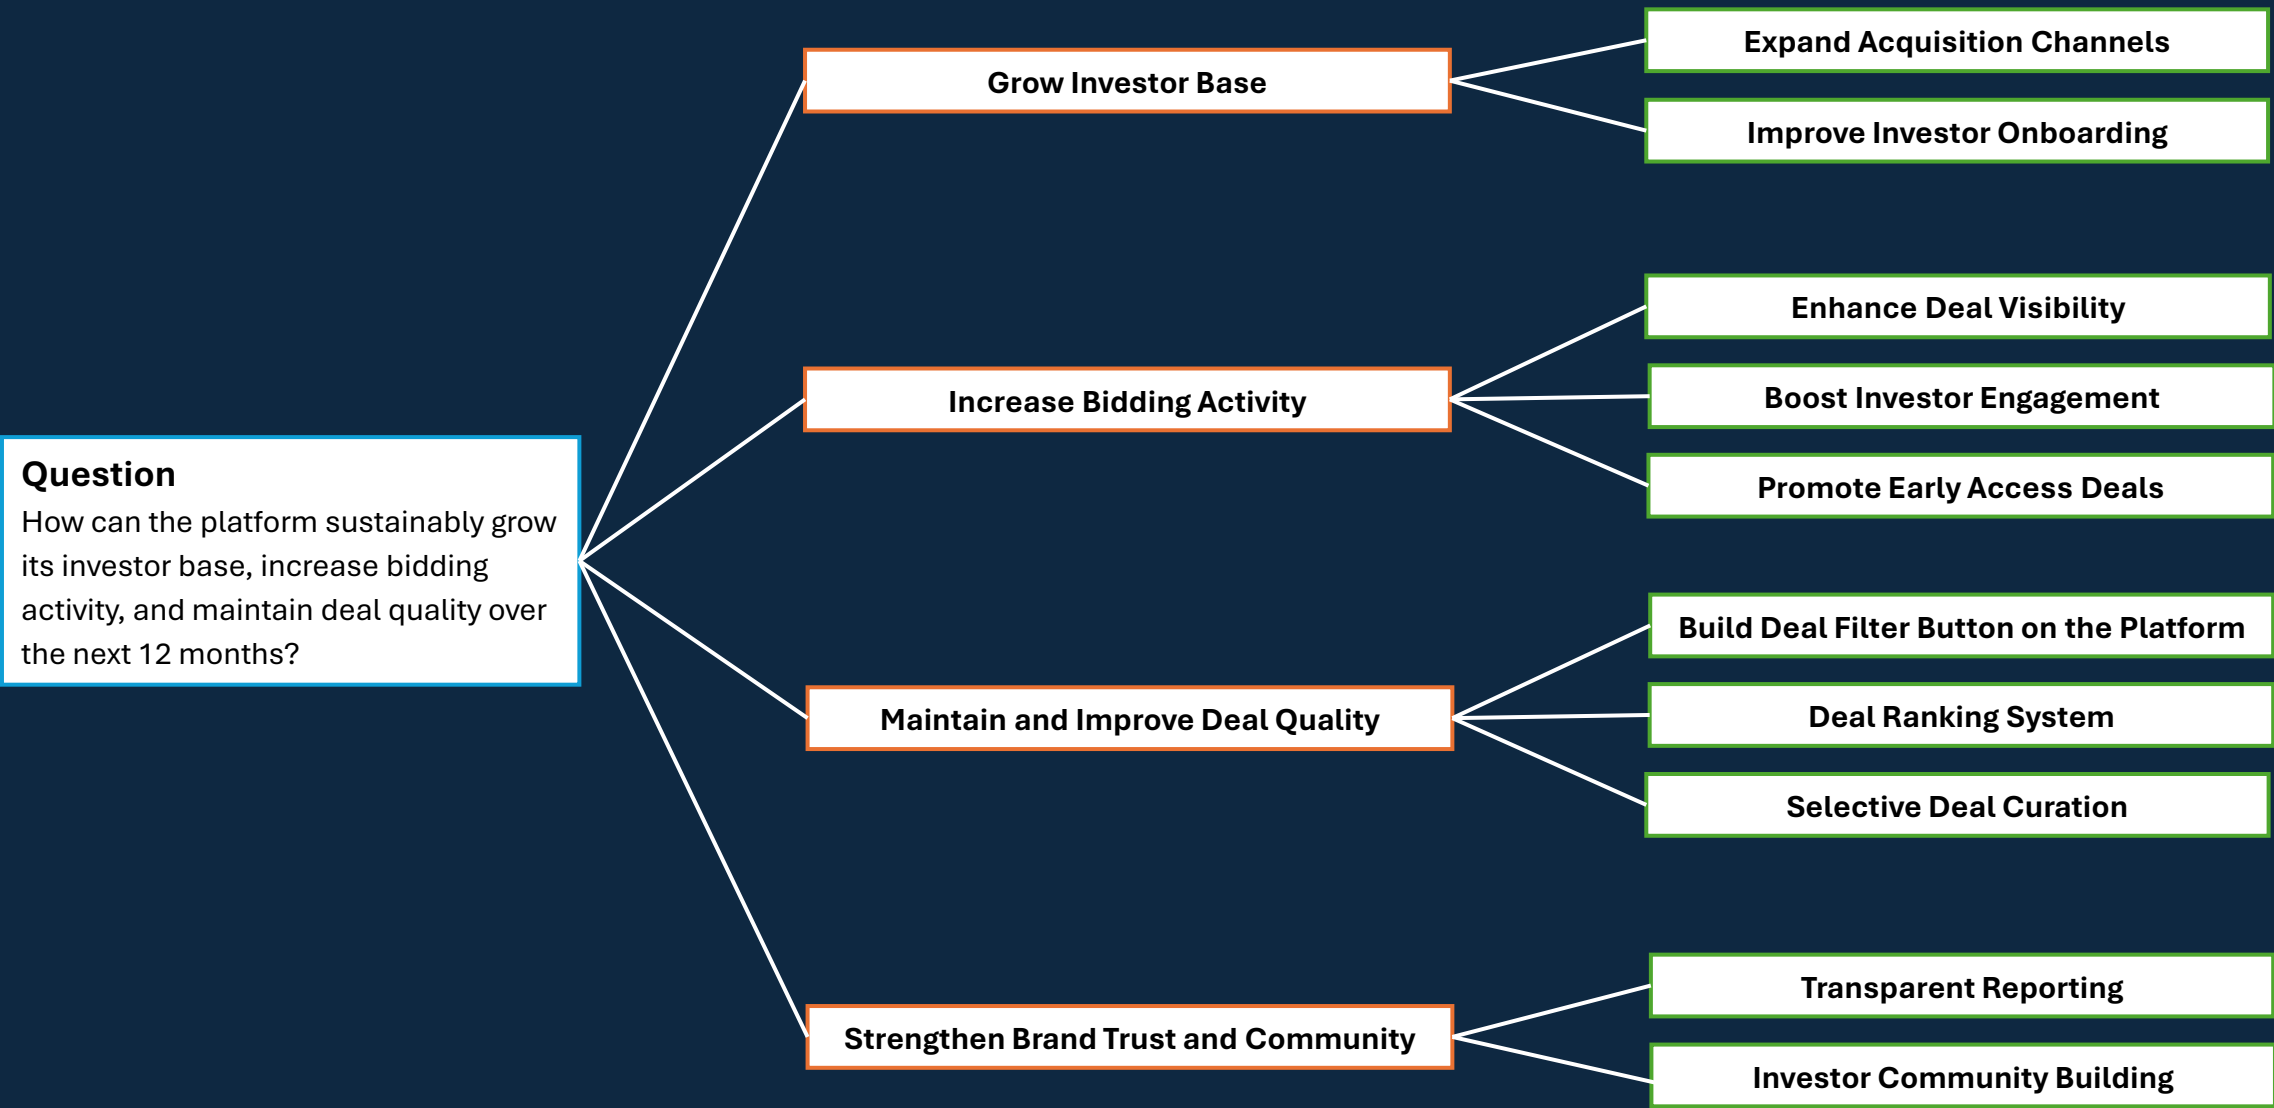 Question
How can the platform sustainably grow
its investor base, increase bidding
activity, and maintain deal quality over
the next 12 months?
Grow Investor Base
Expand Acquisition Channels
Improve Investor Onboarding
Increase Bidding Activity
Enhance Deal Visibility
Boost Investor Engagement
Promote Early Access Deals
Maintain and Improve Deal Quality
Build Deal Filter Button on the Platform
Deal Ranking System
Selective Deal Curation
Strengthen Brand Trust and Community
Transparent Reporting
Investor Community Building